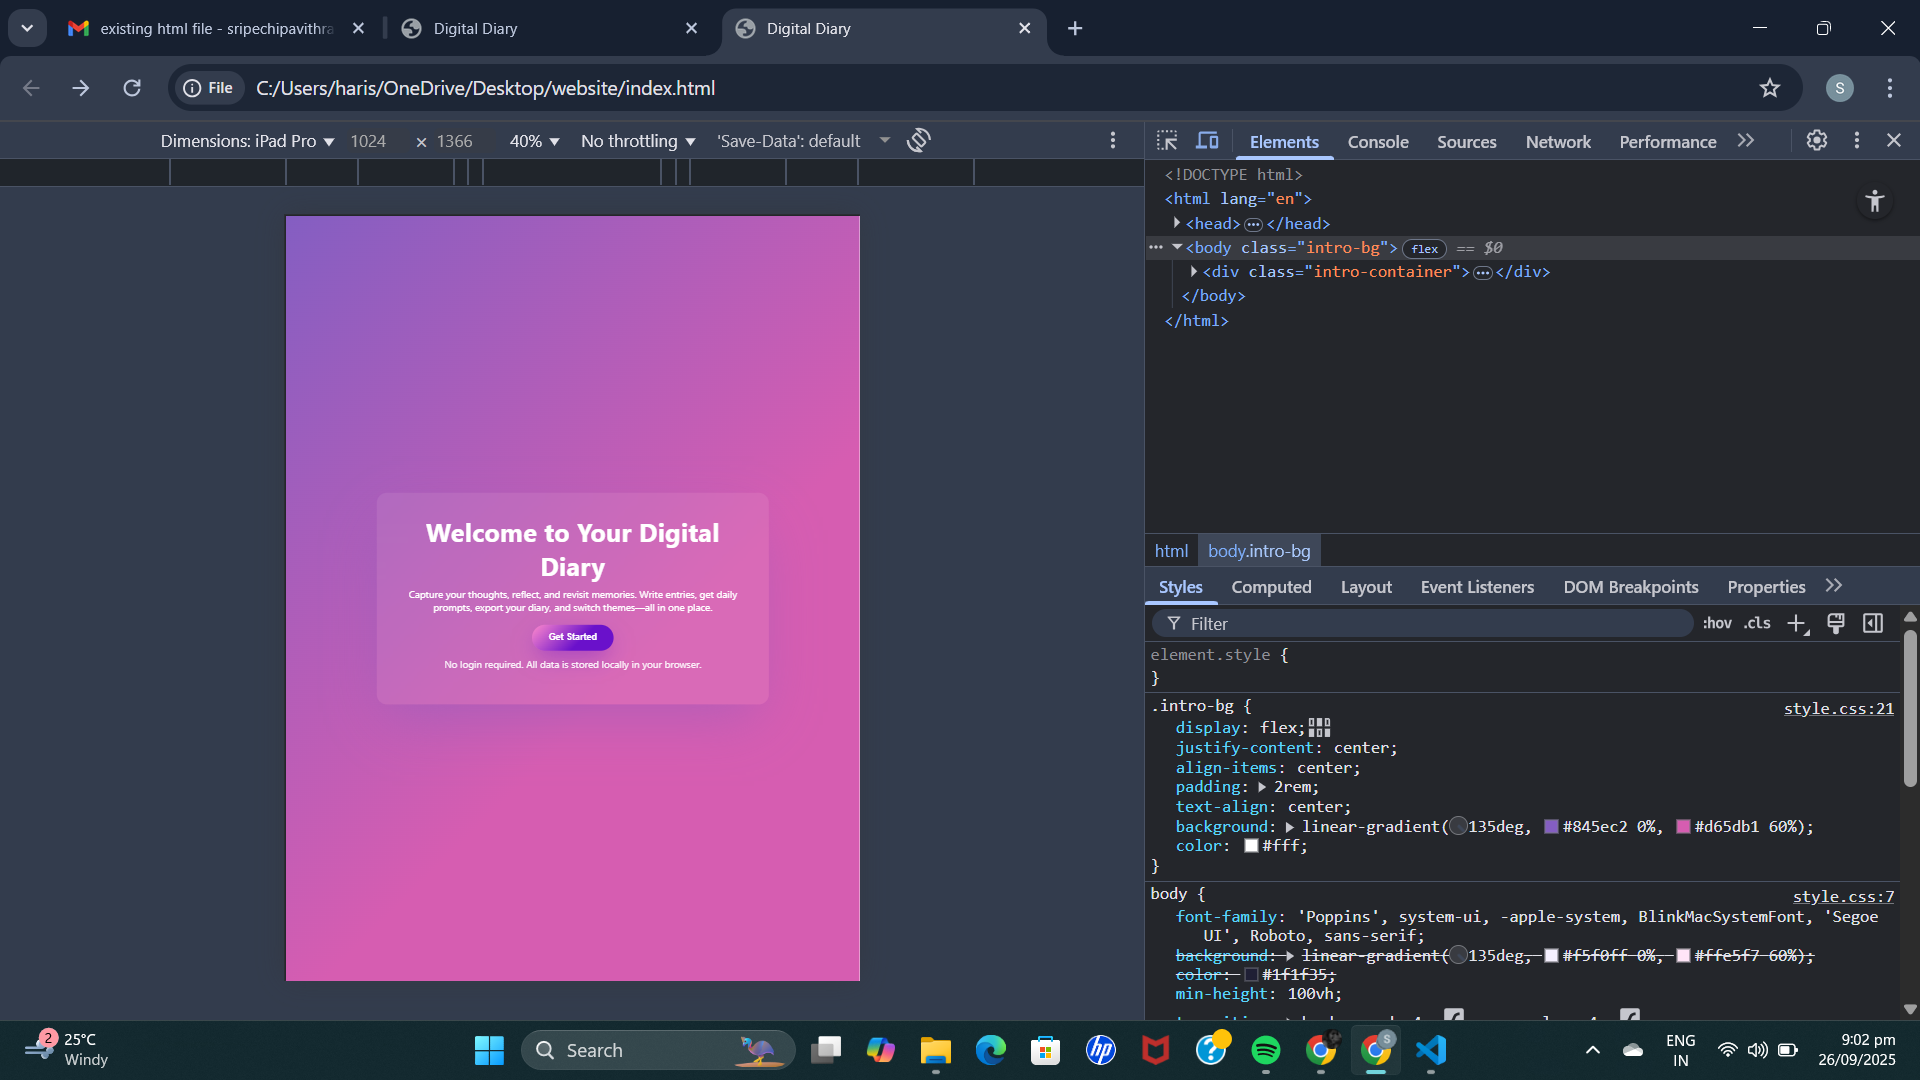 existing html file - sripechipavithra
Digital Diary
Digital Diary
File
C:/Users/haris/OneDrive/Desktop/website/index.html
Dimensions: iPad Pro 1024 × 1366 40% No throttling 'Save-Data': default
Elements Console Sources Network Performance
<!DOCTYPE html>
<html lang="en">
<head> ••• </head>
••• <body class="intro-bg"> flex == $0
<div class="intro-container"> ••• </div>
</body>
</html>
html body.intro-bg
Styles Computed Layout Event Listeners DOM Breakpoints Properties
Filter :hov .cls
element.style {
}
.intro-bg { style.css:21
display: flex;
justify-content: center;
align-items: center;
padding: 2rem;
text-align: center;
background: linear-gradient(135deg, #845ec2 0%, #d65db1 60%);
color: #fff;
}
body { style.css:7
font-family: 'Poppins', system-ui, -apple-system, BlinkMacSystemFont, 'Segoe
UI', Roboto, sans-serif;
background: linear-gradient(135deg, #f5f0ff 0%, #ffe5f7 60%);
color: #1f1f35;
min-height: 100vh;
Welcome to Your Digital
Diary
Capture your thoughts, reflect, and revisit memories. Write entries, get daily
prompts, export your diary, and switch themes—all in one place.
Get Started
No login required. All data is stored locally in your browser.
2
25°C
Windy
Search
hp
S
S
ENG
IN
9:02 pm
26/09/2025